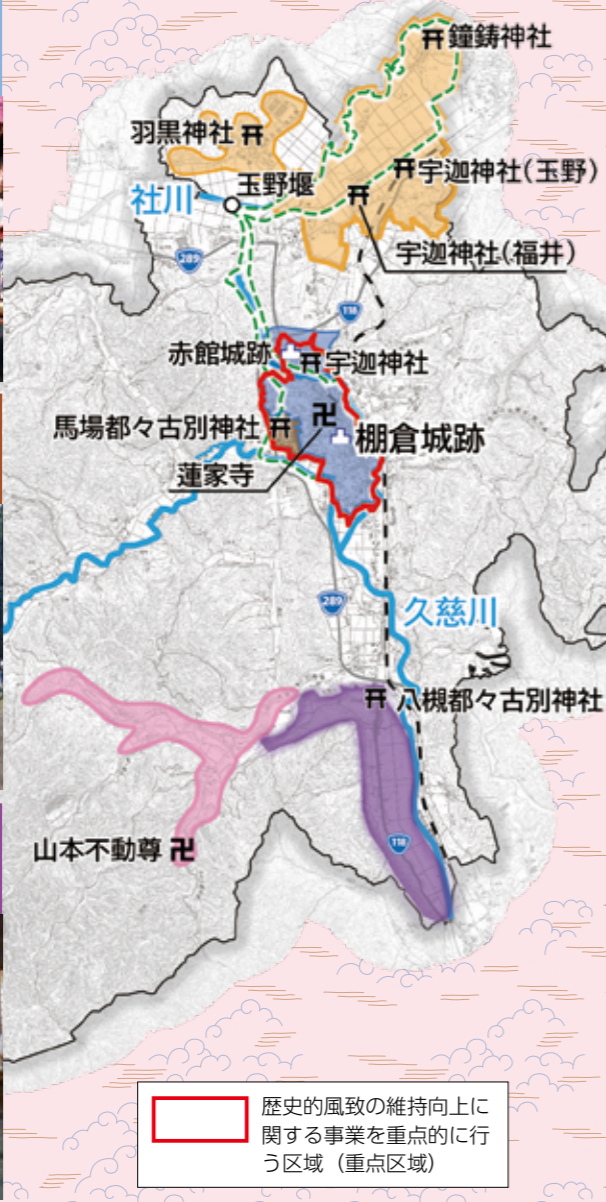 鐘鋳神社
羽黒神社
宇迦神社(玉野)
玉野堰
社川
宇迦神社(福井)
289
118
赤館城跡
宇迦神社
馬場都々古別神社
棚倉城跡
蓮家寺
289
久慈川
八槻都々古別神社
118
山本不動尊
歴史的風致の維持向上に
関する事業を重点的に行
う区域（重点区域）